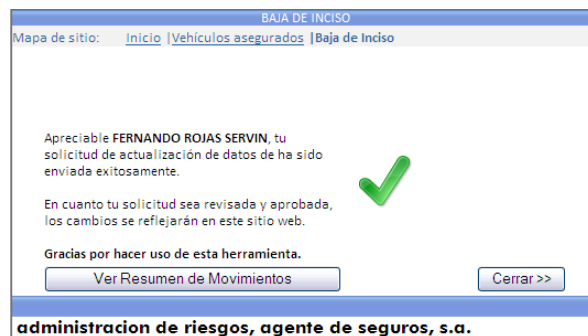 BAJA DE INCISO
Mapa de sitio: Inicio |Vehículos asegurados |Baja de Inciso
Apreciable FERNANDO ROJAS SERVIN, tu
solicitud de actualización de datos de ha sido
enviada exitosamente.
En cuanto tu solicitud sea revisada y aprobada,
los cambios se reflejarán en este sitio web.
Gracias por hacer uso de esta herramienta.
Ver Resumen de Movimientos Cerrar >>
administracion de riesgos, agente de seguros, s.a.